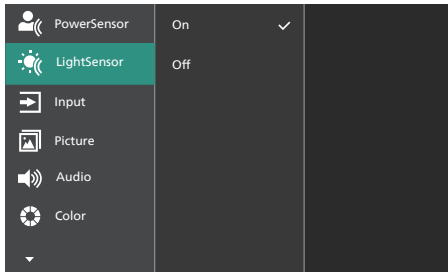 PowerSensor
LightSensor
Input
Picture
Audio
Color
On
Off